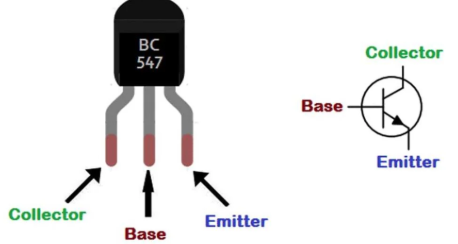 BC
547
Collector
Base
Emitter
Collector
Base
Emitter